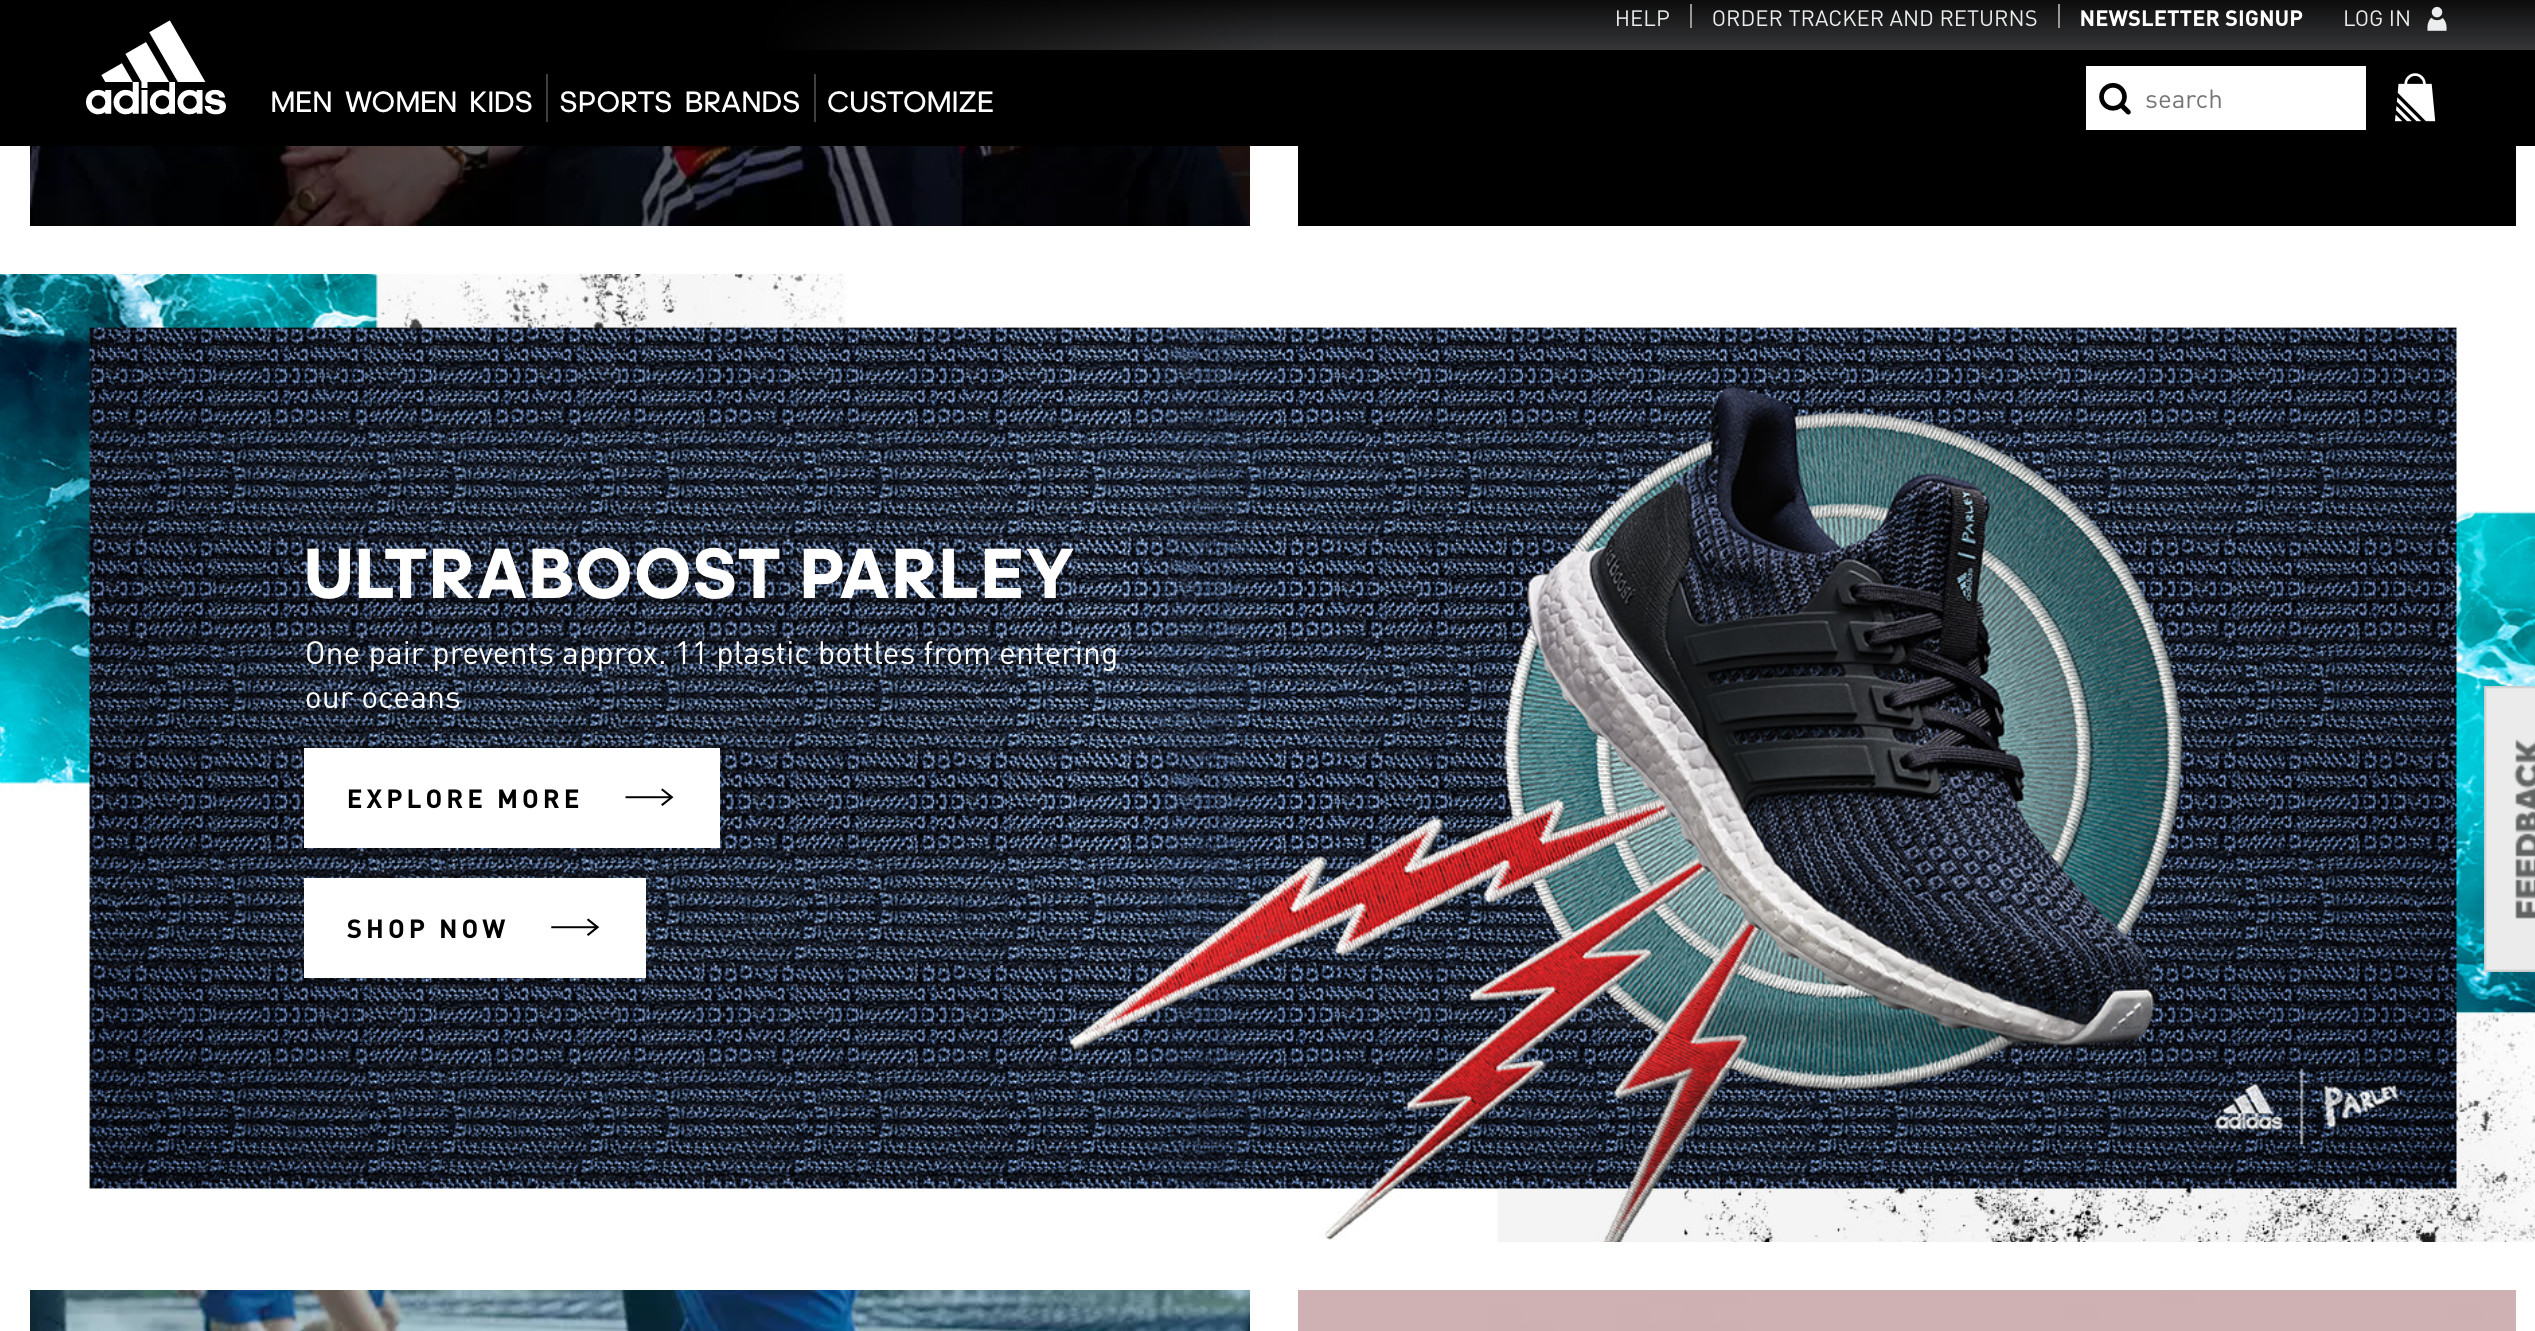 HELP
ORDER TRACKER AND RETURNS
NEWSLETTER SIGNUP
LOG IN
adidas
MEN WOMEN KIDS SPORTS BRANDS CUSTOMIZE
search
ULTRABOOST PARLEY
One pair prevents approx. 11 plastic bottles from entering
our oceans
EXPLORE MORE
SHOP NOW
adidas | PARLEY
FEEDBACK
adidas | PARLEY